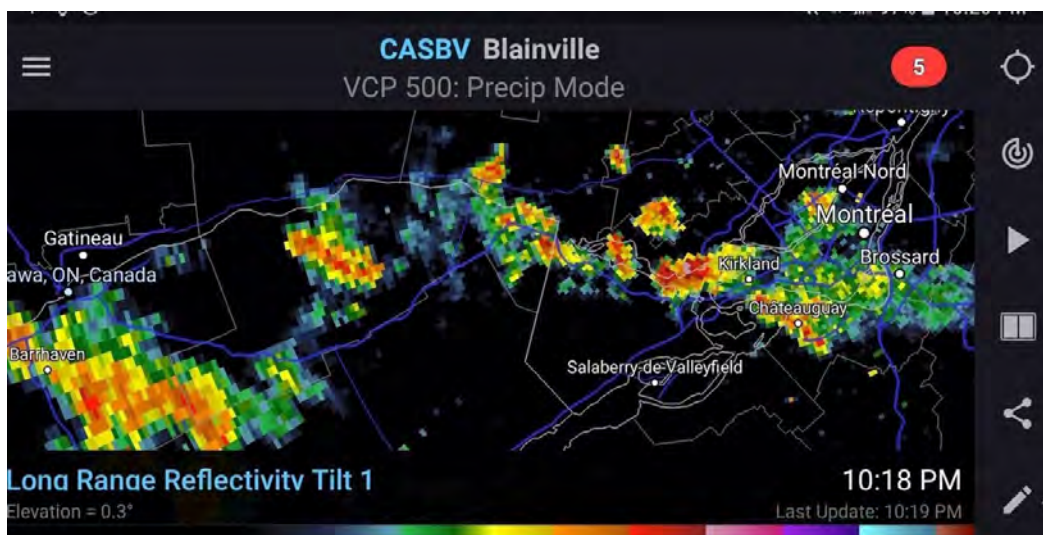 CASBV Blainville
VCP 500: Precip Mode
5
Montréal-Nord
Montréal
Gatineau
Brossard
awa, ON, Canada
Kirkland
Châteauguay
Barrhaven
Salaberry-de-Valleyfield
Long Range Reflectivity Tilt 1
10:18 PM
Elevation = 0.3°
Last Update: 10:19 PM